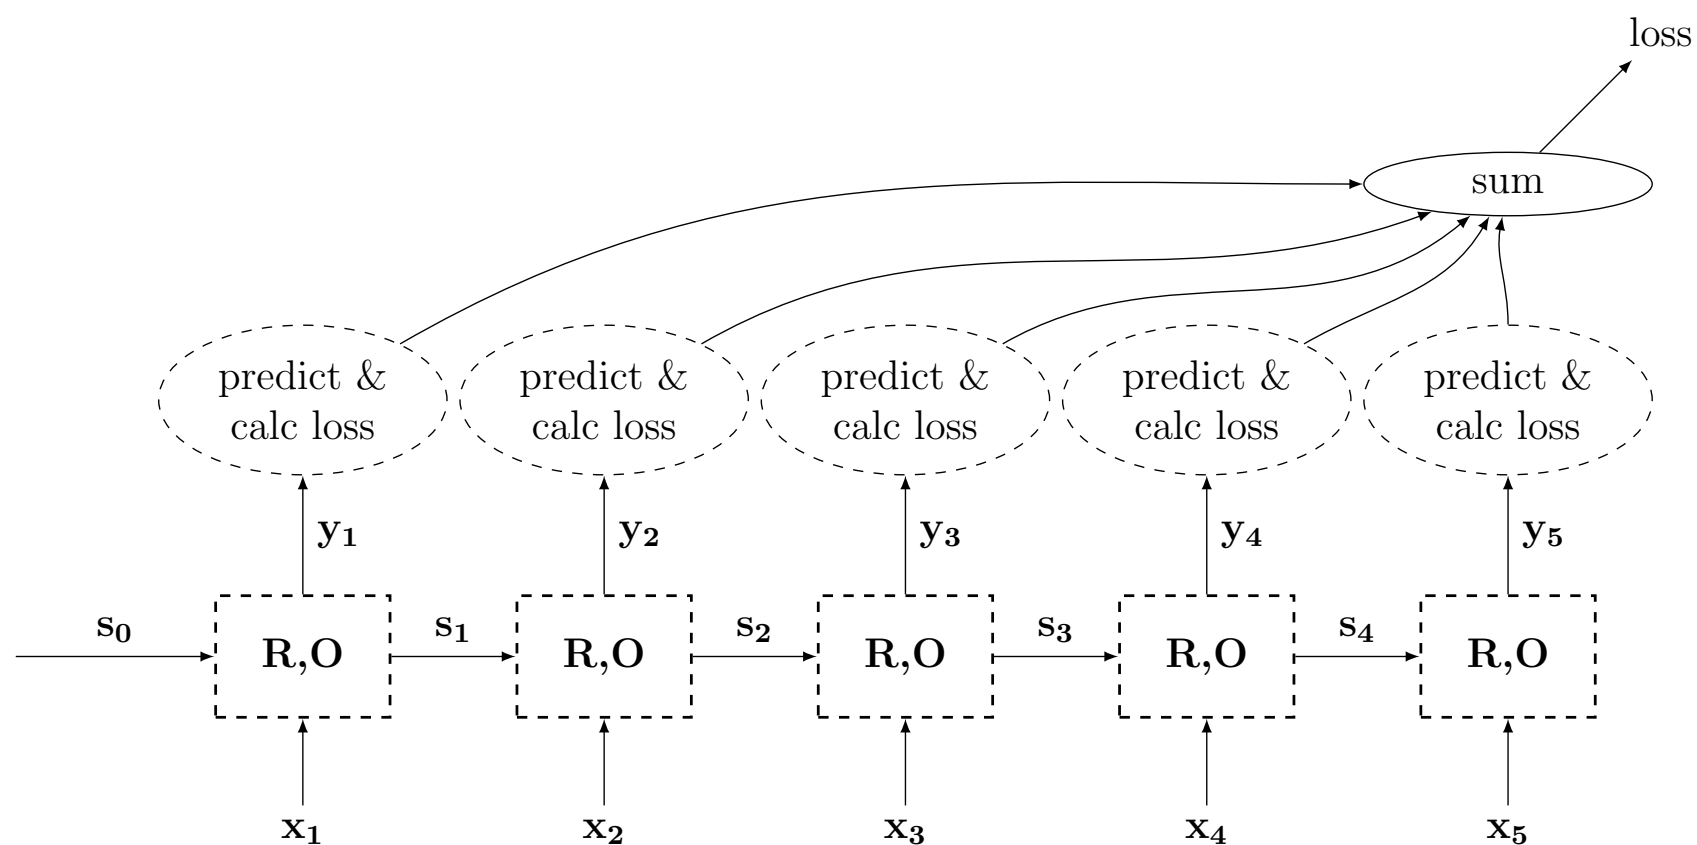 loss
sum
predict &
calc loss
predict &
calc loss
predict &
calc loss
predict &
calc loss
predict &
calc loss
y₁
y₂
y₃
y₄
y₅
s₀
R,O
s₁
R,O
s₂
R,O
s₃
R,O
s₄
R,O
x₁
x₂
x₃
x₄
x₅